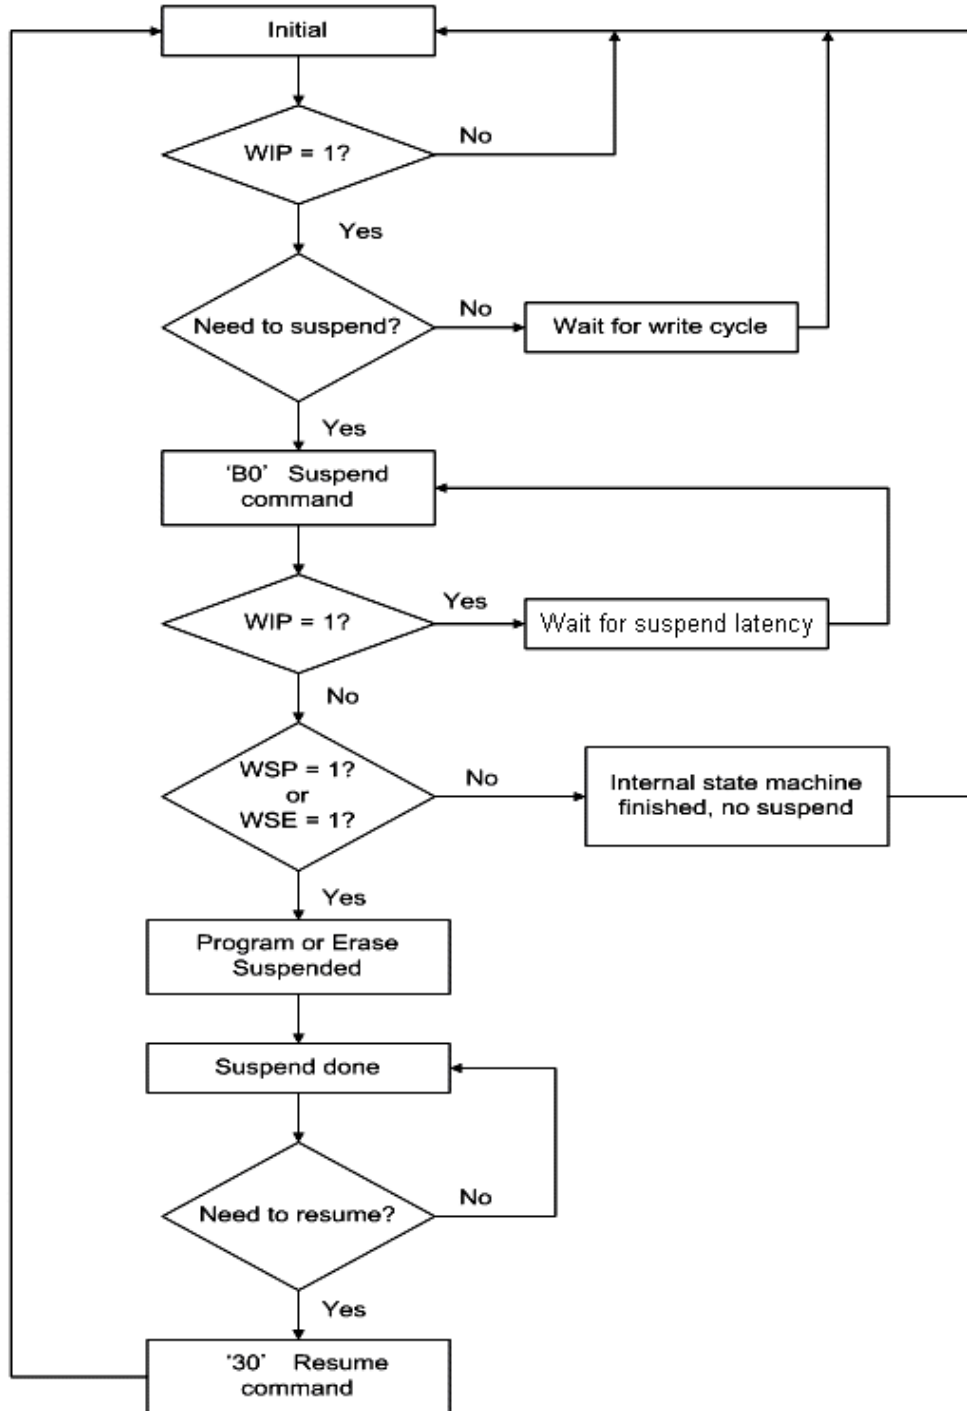 Initial
WIP = 1?
No
Yes
Need to suspend?
No
Wait for write cycle
Yes
'B0' Suspend
command
WIP = 1?
Yes
Wait for suspend latency
No
WSP = 1?
or
WSE = 1?
No
Internal state machine
finished, no suspend
Yes
Program or Erase
Suspended
Suspend done
Need to resume?
No
Yes
'30' Resume
command